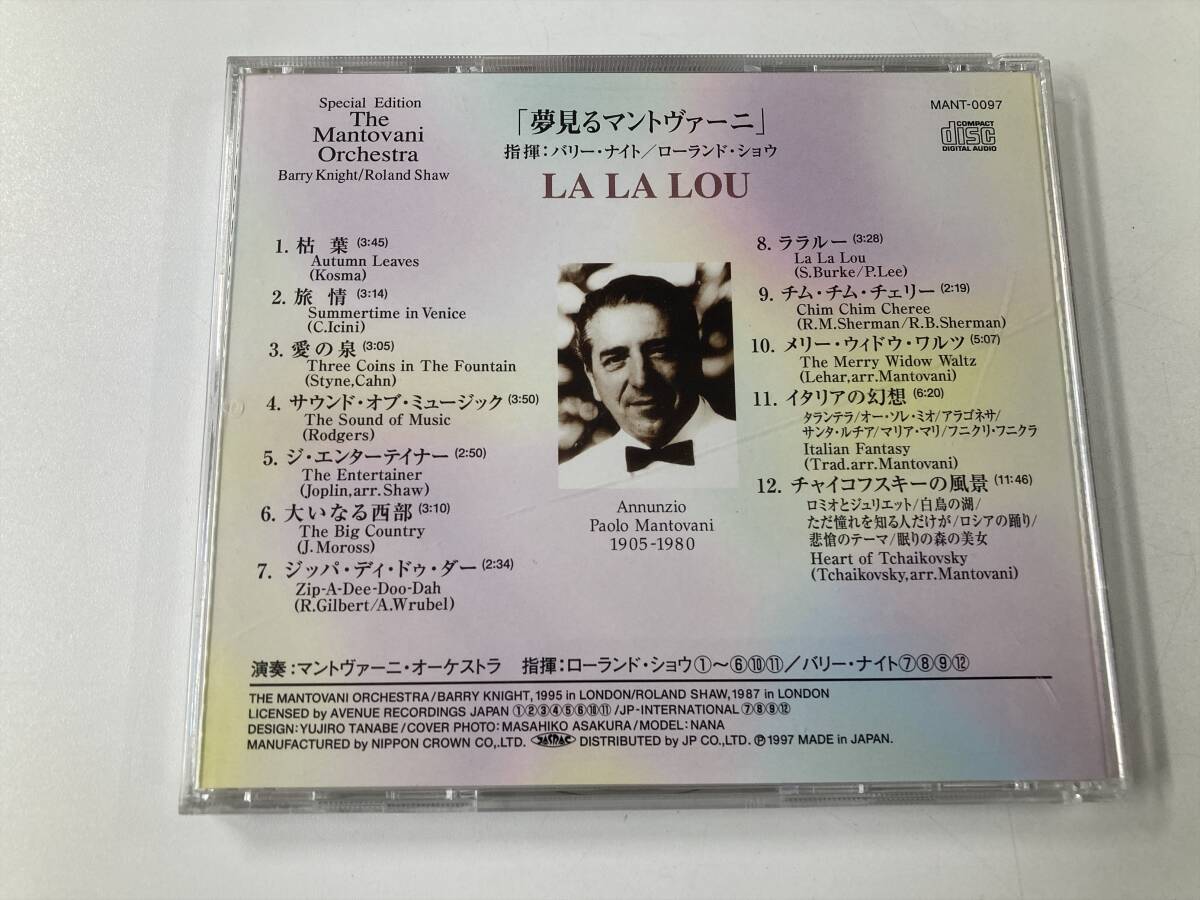 Special Edition
The
Mantovani
Orchestra
Barry Knight/Roland Shaw
「夢見るマントヴァーニ」
指揮:バリー・ナイト/ローランド・ショウ
LA LA LOU
MANT-0097
COMPACT
disc
DIGITAL AUDIO
1. 枯 葉 (3:45)
Autumn Leaves
(Kosma)
2. 旅 情 (3:14)
Summertime in Venice
(C.Icini)
3. 愛の泉 (3:05)
Three Coins in The Fountain
(Styne,Cahn)
4. サウンド・オブ・ミュージック (3:50)
The Sound of Music
(Rodgers)
5. ジ・エンターテイナー (2:50)
The Entertainer
(Joplin,arr.Shaw)
6. 大いなる西部 (3:10)
The Big Country
(J.Moross)
7. ジッパ・ディ・ドゥ・ダー (2:34)
Zip-A-Dee-Doo-Dah
(R.Gilbert/A.Wrubel)
Annunzio
Paolo Mantovani
1905-1980
8. ララルー (3:28)
La La Lou
(S.Burke/P.Lee)
9. チム・チム・チェリー (2:19)
Chim Chim Cheree
(R.M.Sherman/R.B.Sherman)
10. メリー・ウィドウ・ワルツ (5:07)
The Merry Widow Waltz
(Lehar,arr.Mantovani)
11. イタリアの幻想 (6:20)
タランテラ/オー・ソレ・ミオ/アラゴネサ/
サンタ・ルチア/マリア・マリ/フニクリ・フニクラ
Italian Fantasy
(Trad.arr.Mantovani)
12. チャイコフスキーの風景 (11:46)
ロミオとジュリエット/白鳥の湖/
ただ憧れを知る人だけが/ロシアの踊り/
悲愴のテーマ/眠りの森の美女
Heart of Tchaikovsky
(Tchaikovsky,arr.Mantovani)
演奏:マントヴァーニ・オーケストラ 指揮:ローランド・ショウ①〜⑥⑩⑪/バリー・ナイト⑦⑧⑨⑫
THE MANTOVANI ORCHESTRA/BARRY KNIGHT,1995 in LONDON/ROLAND SHAW,1987 in LONDON
LICENSED by AVENUE RECORDINGS JAPAN ①②③④⑤⑥⑩⑪/JP-INTERNATIONAL⑦⑧⑨⑫
DESIGN:YUJIRO TANABE/COVER PHOTO:MASAHIKO ASAKURA/MODEL:NANA
MANUFACTURED by NIPPON CROWN CO,.LTD. JASRAC DISTRIBUTED by JP CO.,LTD. ℗1997 MADE in JAPAN.